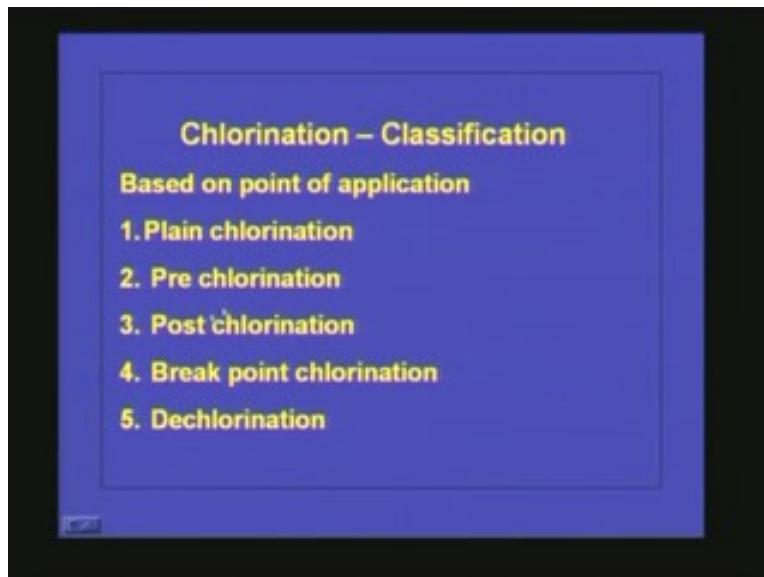 Chlorination – Classification
Based on point of application
1.Plain chlorination
2. Pre chlorination
3. Post chlorination
4. Break point chlorination
5. Dechlorination